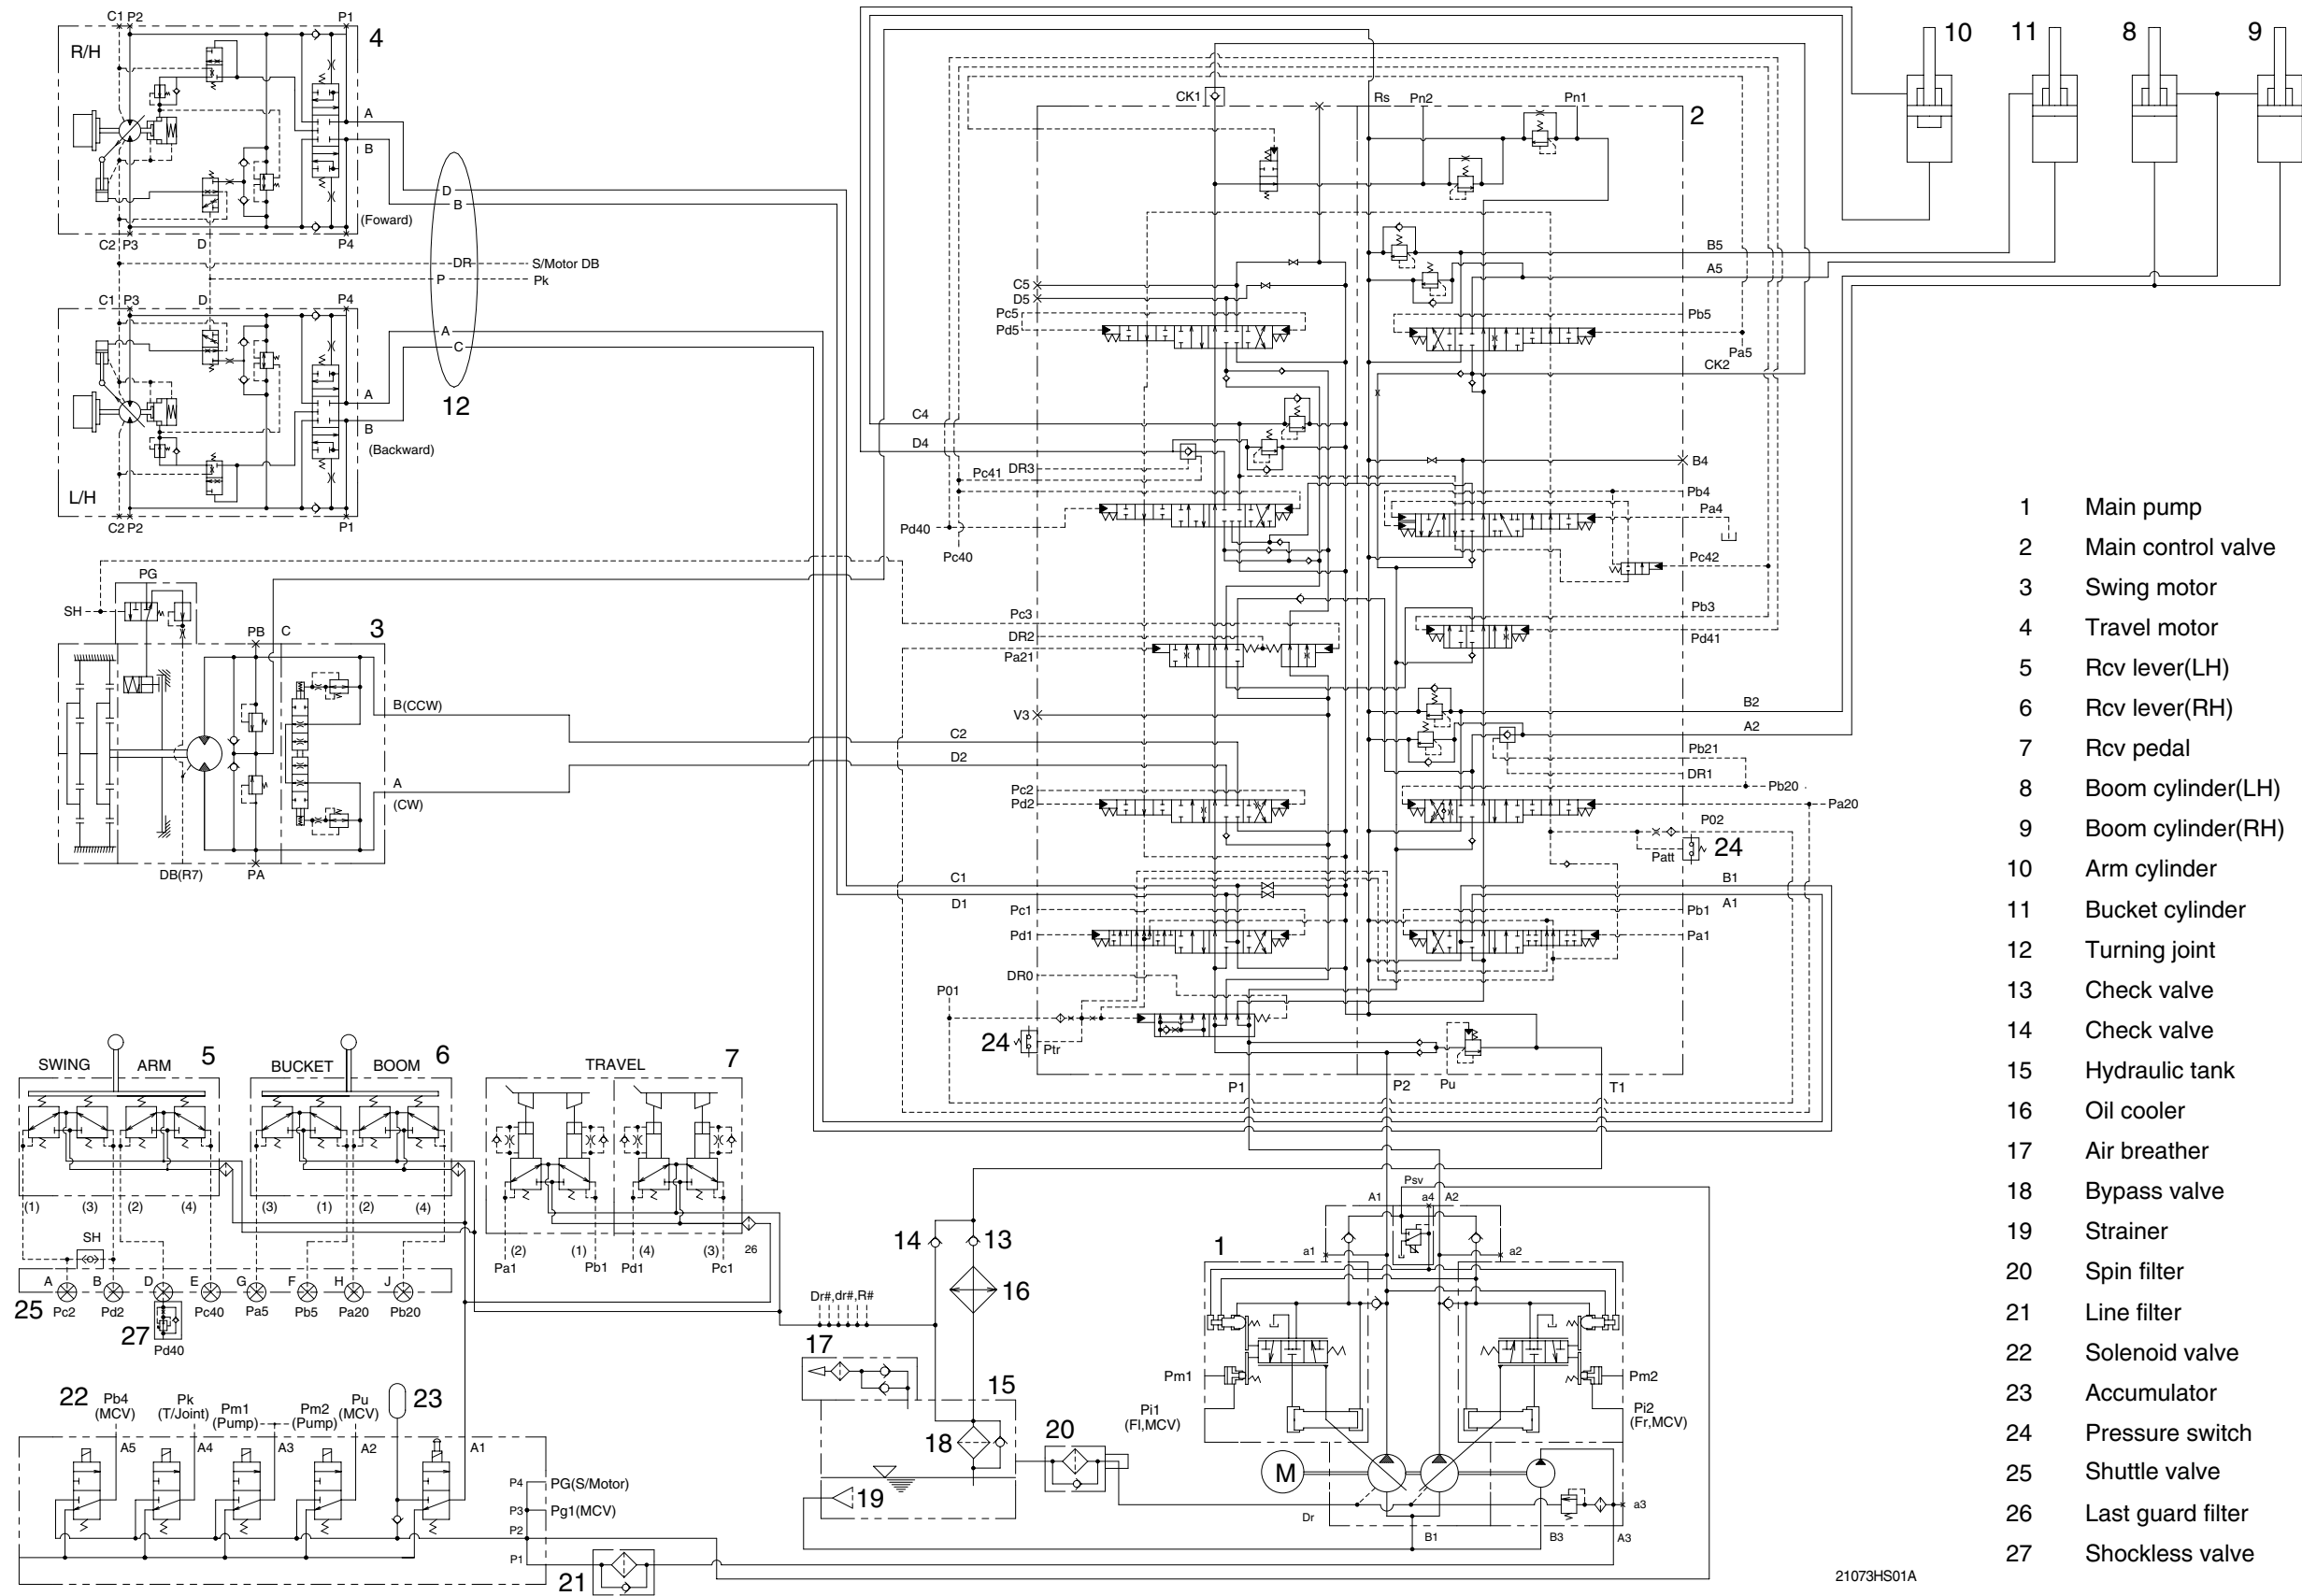 C1 P2 P1 4
R/H
A
B
(Foward)
C2 P3 D P4
D
B
DR S/Motor DB
P Pk
C1 P3 D P4
A
C
12
A
B
(Backward)
L/H
C2 P2 P1
PG
SH
PB C 3
B(CCW)
A
(CW)
DB(R7) PA
CK1 Rs Pn2 Pn1 2
B5
A5
C5
D5
Pc5
Pd5
Pb5
Pa5
CK2
C4
D4
Pc41 DR3
B4
Pb4
Pa4
Pd40
Pc40
Pc42
Pc3
DR2
Pa21
Pb3
Pd41
V3
C2
D2
B2
A2
Pb21
DR1
Pb20
Pa20
Pc2
Pd2
P02
Patt 24
C1
D1
B1
A1
Pc1
Pd1
Pb1
Pa1
DR0
P01
24 Ptr
P1 P2 Pu T1
10 11 8 9
SWING ARM 5
BUCKET BOOM 6
TRAVEL 7
(1) (3) (2) (4)
(3) (1) (2) (4)
(2) (1) (4) (3) 26
Pa1 Pb1 Pd1 Pc1
SH
A B D E G F H J
25 Pc2 Pd2 Pc40 Pa5 Pb5 Pa20 Pb20
27
Pd40
Dr#,dr#,R#
14 13
16
17
15
18
19
20
22 Pb4
(MCV)
Pk
(T/Joint)
Pm1
(Pump)
Pm2
(Pump)
Pu
(MCV)
23
A5 A4 A3 A2 A1
P4 PG(S/Motor)
P3 Pg1(MCV)
P2
P1
21
Psv
A1 a4 A2
1 a1 a2
Pm1 Pm2
Pi1
(Fl,MCV)
Pi2
(Fr,MCV)
M
a3
Dr
B1 B3 A3
1 Main pump
2 Main control valve
3 Swing motor
4 Travel motor
5 Rcv lever(LH)
6 Rcv lever(RH)
7 Rcv pedal
8 Boom cylinder(LH)
9 Boom cylinder(RH)
10 Arm cylinder
11 Bucket cylinder
12 Turning joint
13 Check valve
14 Check valve
15 Hydraulic tank
16 Oil cooler
17 Air breather
18 Bypass valve
19 Strainer
20 Spin filter
21 Line filter
22 Solenoid valve
23 Accumulator
24 Pressure switch
25 Shuttle valve
26 Last guard filter
27 Shockless valve
21073HS01A